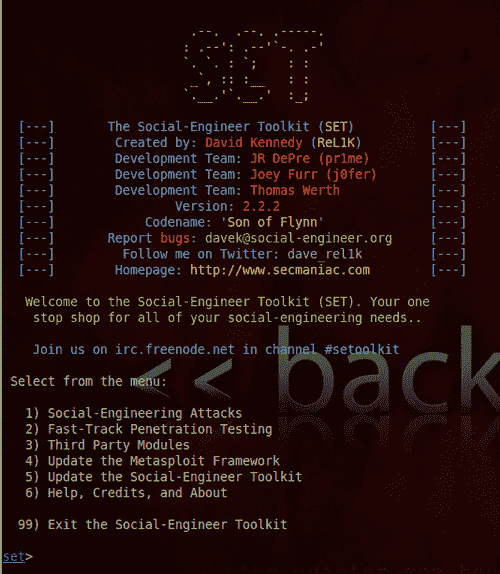 SET
[---] The Social-Engineer Toolkit (SET) [---]
[---] Created by: David Kennedy (ReL1K) [---]
[---] Development Team: JR DePre (pr1me) [---]
[---] Development Team: Joey Furr (j0fer) [---]
[---] Development Team: Thomas Werth [---]
[---] Version: 2.2.2 [---]
[---] Codename: 'Son of Flynn' [---]
[---] Report bugs: davek@social-engineer.org [---]
[---] Follow me on Twitter: dave_rel1k [---]
[---] Homepage: http://www.secmaniac.com [---]
Welcome to the Social-Engineer Toolkit (SET). Your one
stop shop for all of your social-engineering needs..
Join us on irc.freenode.net in channel #setoolkit
<< back
Select from the menu:
1) Social-Engineering Attacks
2) Fast-Track Penetration Testing
3) Third Party Modules
4) Update the Metasploit Framework
5) Update the Social-Engineer Toolkit
6) Help, Credits, and About
99) Exit the Social-Engineer Toolkit
set>